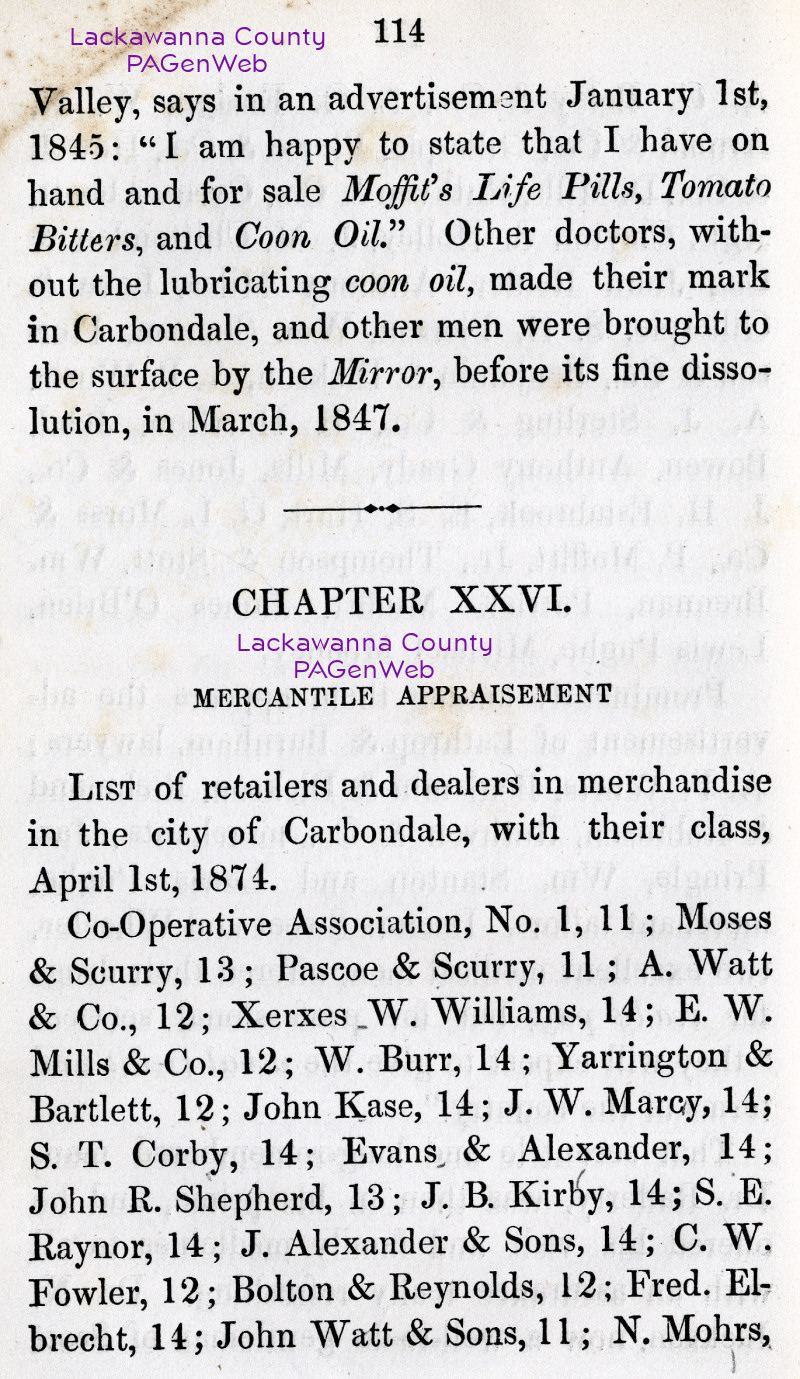 Lackawanna County
PAGenWeb
114
Valley, says in an advertisement January 1st,
1845: “I am happy to state that I have on
hand and for sale Moffit's Life Pills, Tomato
Bitters, and Coon Oil.” Other doctors, with-
out the lubricating coon oil, made their mark
in Carbondale, and other men were brought to
the surface by the Mirror, before its fine disso-
lution, in March, 1847.
CHAPTER XXVI.
Lackawanna County
PAGenWeb
MERCANTILE APPRAISEMENT
LIST of retailers and dealers in merchandise
in the city of Carbondale, with their class,
April 1st, 1874.
Co-Operative Association, No. 1, 11; Moses
& Scurry, 13; Pascoe & Scurry, 11; A. Watt
& Co., 12; Xerxes W. Williams, 14; E. W.
Mills & Co., 12; W. Burr, 14; Yarrington &
Bartlett, 12; John Kase, 14; J. W. Marcy, 14;
S. T. Corby, 14; Evans & Alexander, 14;
John R. Shepherd, 13; J. B. Kirby, 14; S. E.
Raynor, 14; J. Alexander & Sons, 14; C. W.
Fowler, 12; Bolton & Reynolds, 12; Fred. El-
brecht, 14; John Watt & Sons, 11; N. Mohrs,